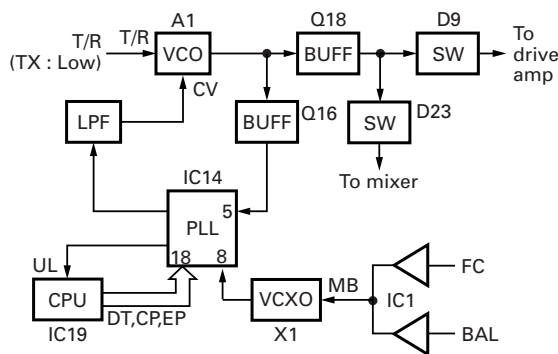 A1
Q18
D9
T/R
T/R
(TX : Low)
VCO
BUFF
SW
To
drive
amp
CV
LPF
BUFF
Q16
SW
D23
To mixer
IC14
5
PLL
18
8
UL
CPU
DT,CP,EP
IC19
VCXO
X1
MB
IC1
FC
BAL